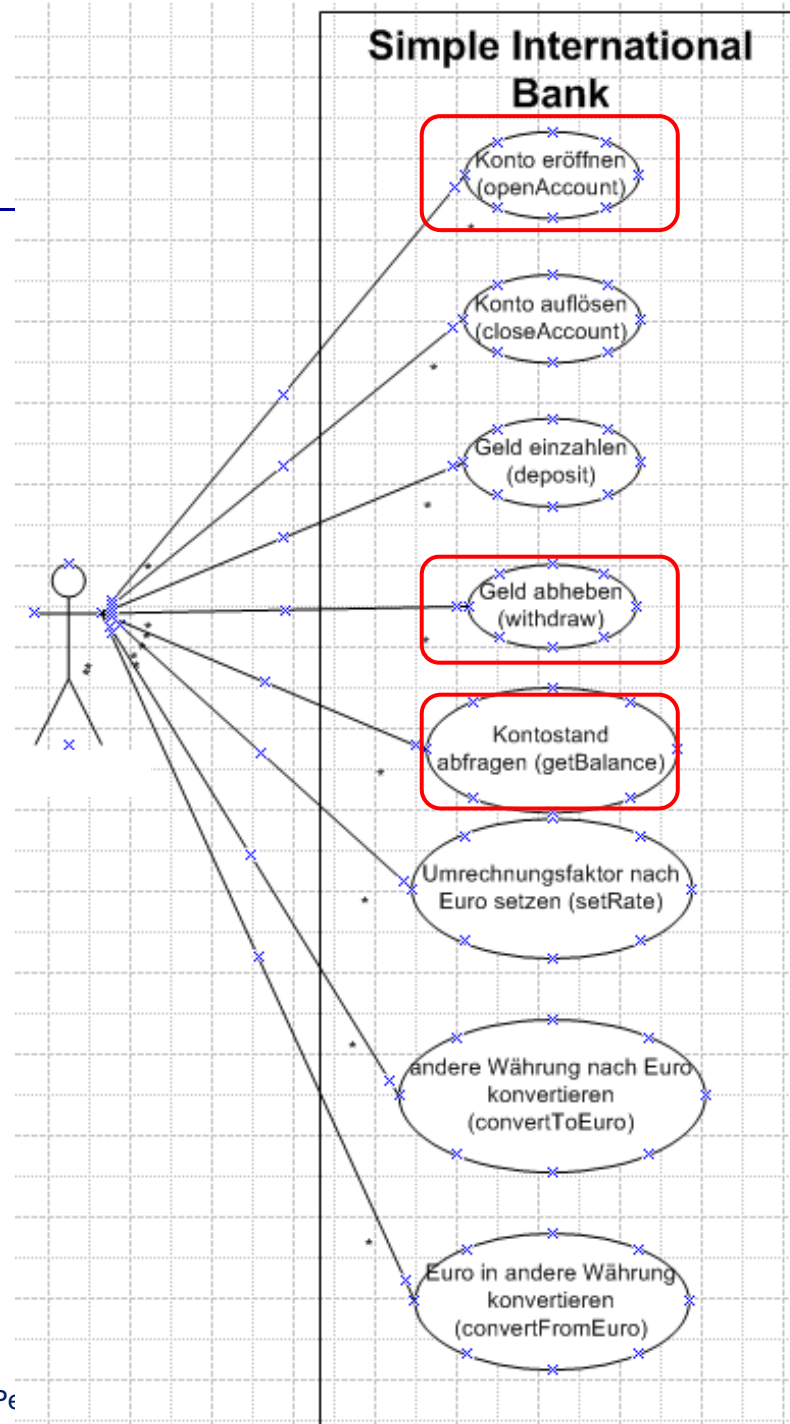 Simple International
Bank
Konto eröffnen
(openAccount)
*
Konto auflösen
(closeAccount)
*
Geld einzahlen
(deposit)
*
*
Geld abheben
(withdraw)
*
*
*
*
*
*
*
*
Kontostand
abfragen (getBalance)
*
Umrechnungsfaktor nach
Euro setzen (setRate)
*
andere Währung nach Euro
konvertieren
(convertToEuro)
*
Euro in andere Währung
konvertieren
(convertFromEuro)
*